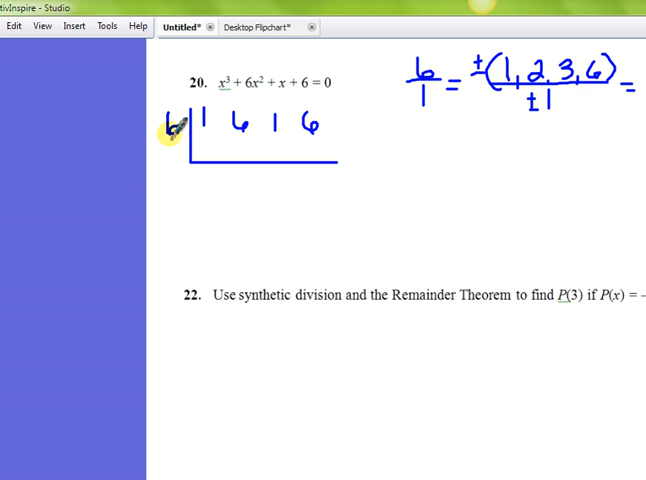 ctivInspire - Studio
Edit View Insert Tools Help Untitled* Desktop Flipchart*
20. x³ + 6x² + x + 6 = 0
6/1 = ±(1, 2, 3, 6)/±1 =
6 1 6 1 6
22. Use synthetic division and the Remainder Theorem to find P(3) if P(x) = -